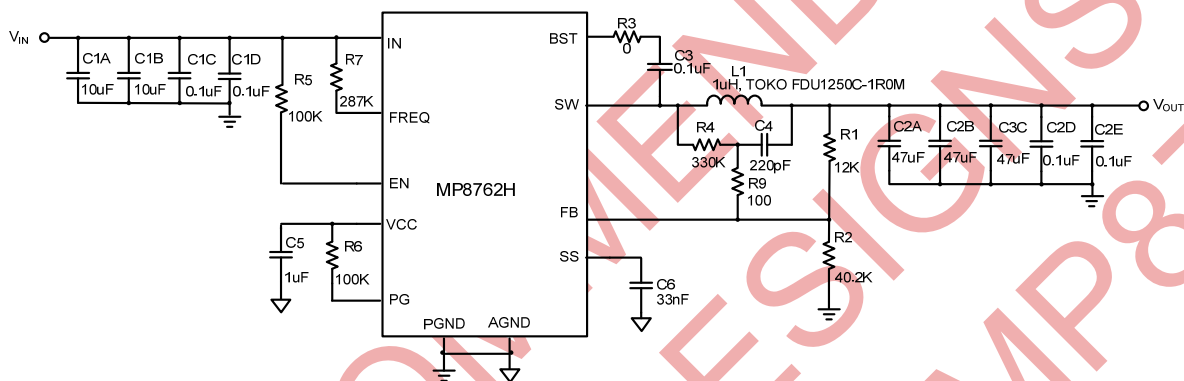 VIN
C1A
10uF
C1B
10uF
C1C
0.1uF
C1D
0.1uF
R5
100K
R7
287K
IN
FREQ
EN
VCC
PG
PGND
AGND
MP8762H
BST
SW
FB
SS
C5
1uF
R6
100K
R3
0
C3
0.1uF
L1
1uH, TOKO FDU1250C-1R0M
R4
330K
C4
220pF
R9
100
R1
12K
R2
40.2K
C6
33nF
C2A
47uF
C2B
47uF
C3C
47uF
C2D
0.1uF
C2E
0.1uF
VOUT
OMMEND
ESIGNS
MP8-